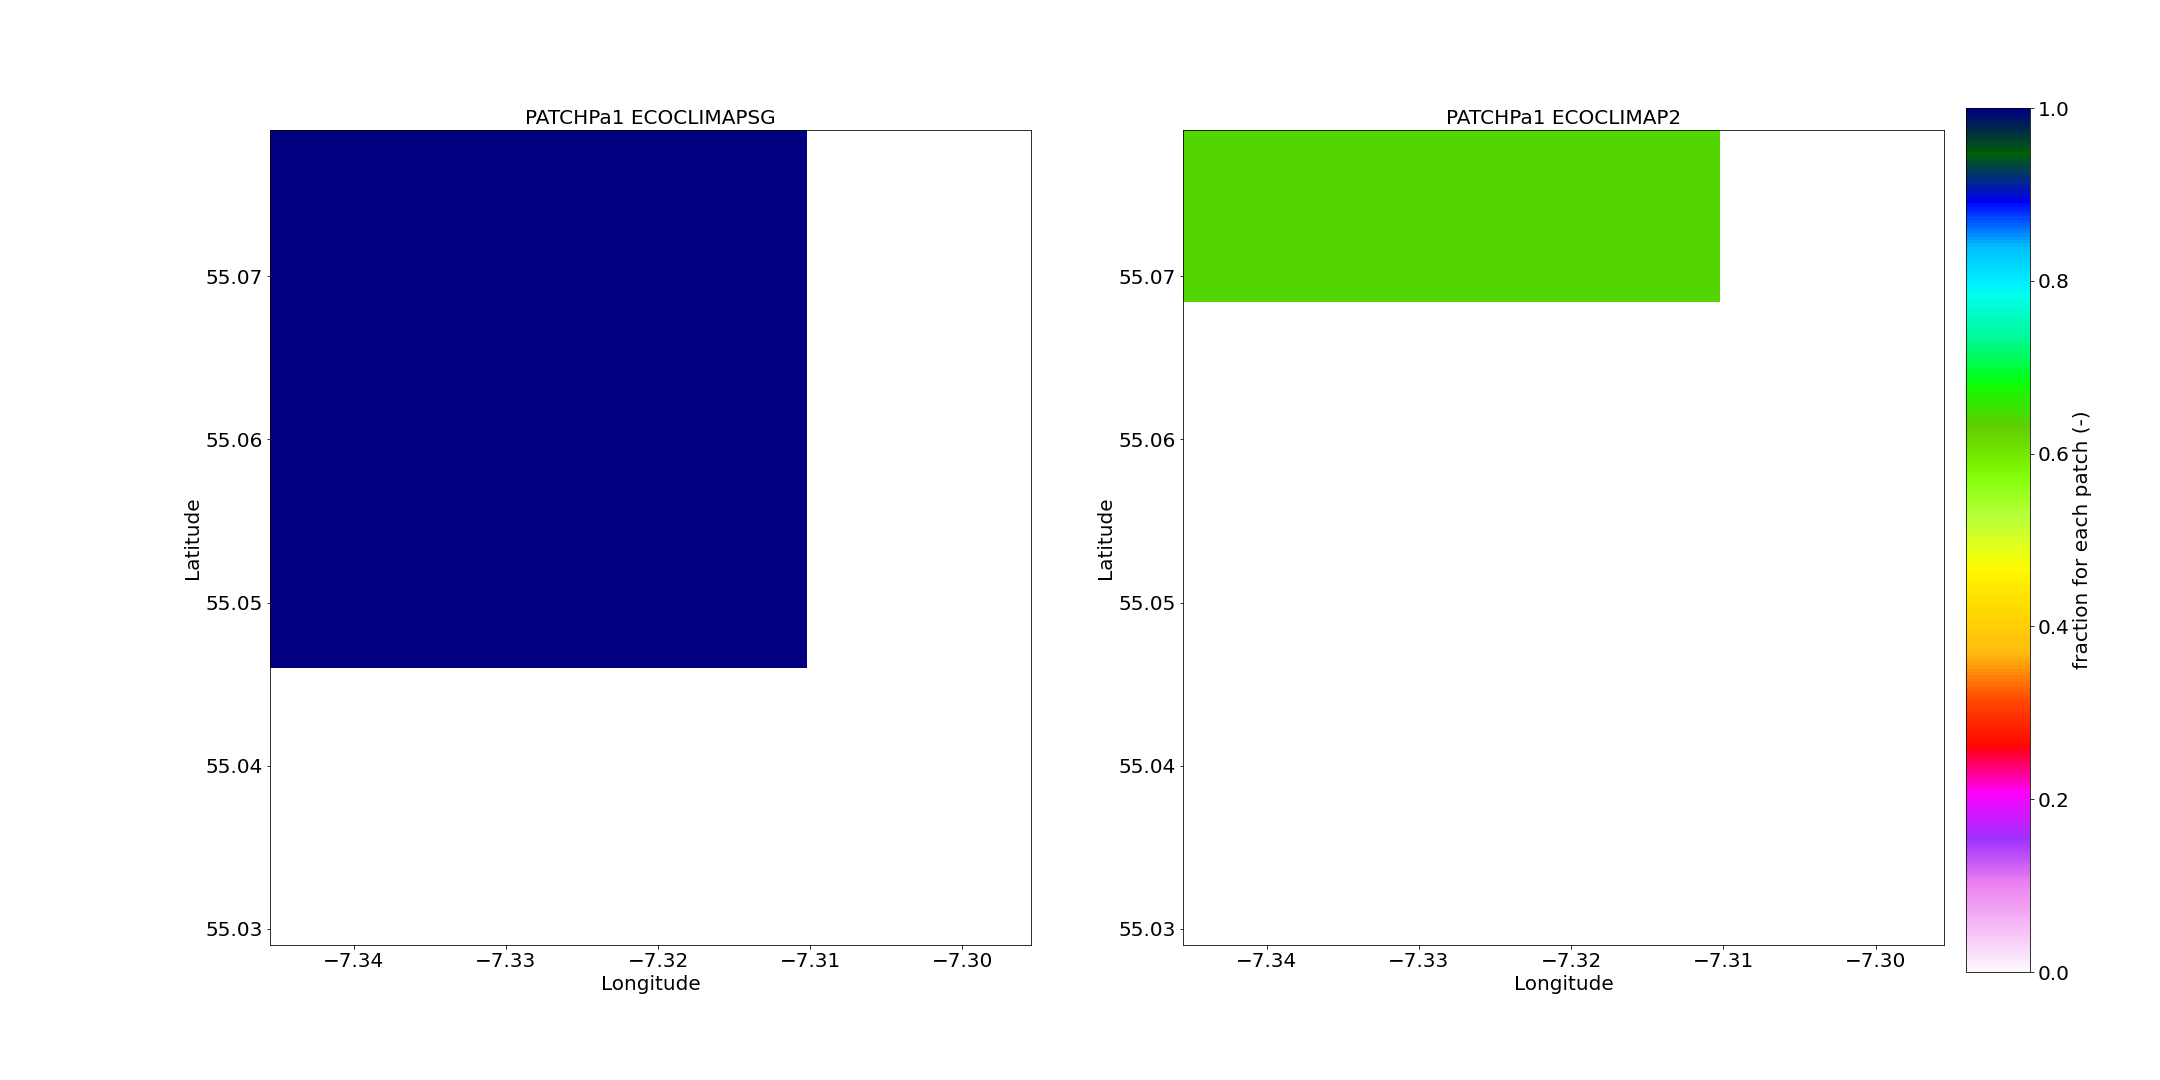 PATCHPa1 ECOCLIMAPSG
55.07
55.06
55.05
55.04
55.03
Latitude
−7.34 −7.33 −7.32 −7.31 −7.30
Longitude
PATCHPa1 ECOCLIMAP2
55.07
55.06
55.05
55.04
55.03
Latitude
−7.34 −7.33 −7.32 −7.31 −7.30
Longitude
1.0
0.8
0.6
0.4
0.2
0.0
fraction for each patch (-)